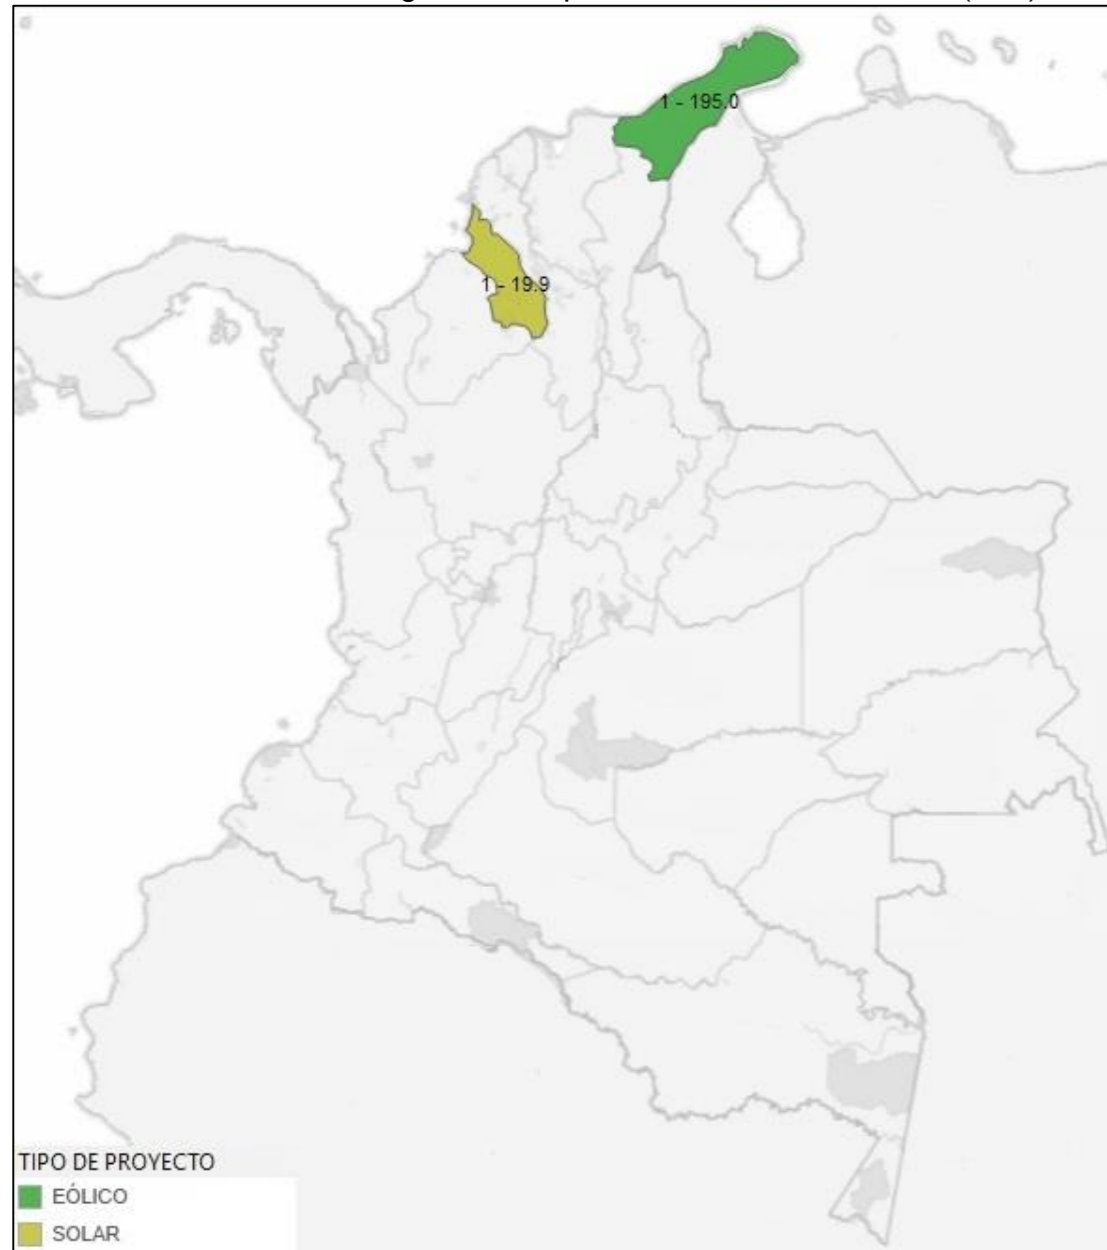 1 - 195.0
1 - 19.9
TIPO DE PROYECTO
EÓLICO
SOLAR